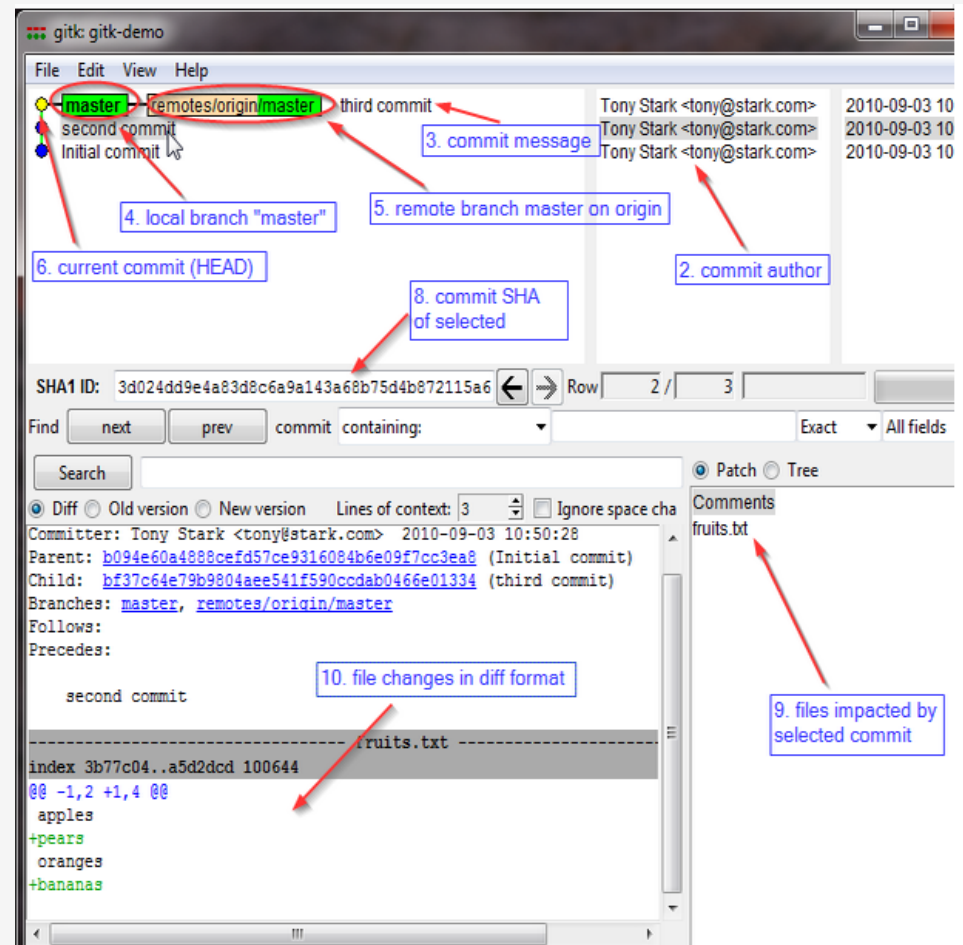 gitk: gitk-demo
File Edit View Help
master remotes/origin/master third commit Tony Stark <tony@stark.com> 2010-09-03 10
second commit Tony Stark <tony@stark.com> 2010-09-03 10
Initial commit Tony Stark <tony@stark.com> 2010-09-03 10
3. commit message
4. local branch "master"
5. remote branch master on origin
6. current commit (HEAD)
2. commit author
8. commit SHA
of selected
SHA1 ID: 3d024dd9e4a83d8c6a9a143a68b75d4b872115a6 Row 2 / 3
Find next prev commit containing: Exact All fields
Search
Patch Tree
Diff Old version New version Lines of context: 3 Ignore space cha
Comments
fruits.txt
Committer: Tony Stark <tony@stark.com> 2010-09-03 10:50:28
Parent: b094e60a4888cefd57ce9316084b6e09f7cc3ea8 (Initial commit)
Child: bf37c64e79b9804aee541f590ccdab0466e01334 (third commit)
Branches: master, remotes/origin/master
Follows:
Precedes:
10. file changes in diff format
second commit
9. files impacted by
selected commit
---------------------------------- fruits.txt ----------------------
index 3b77c04..a5d2dcd 100644
@@ -1,2 +1,4 @@
apples
+pears
oranges
+bananas